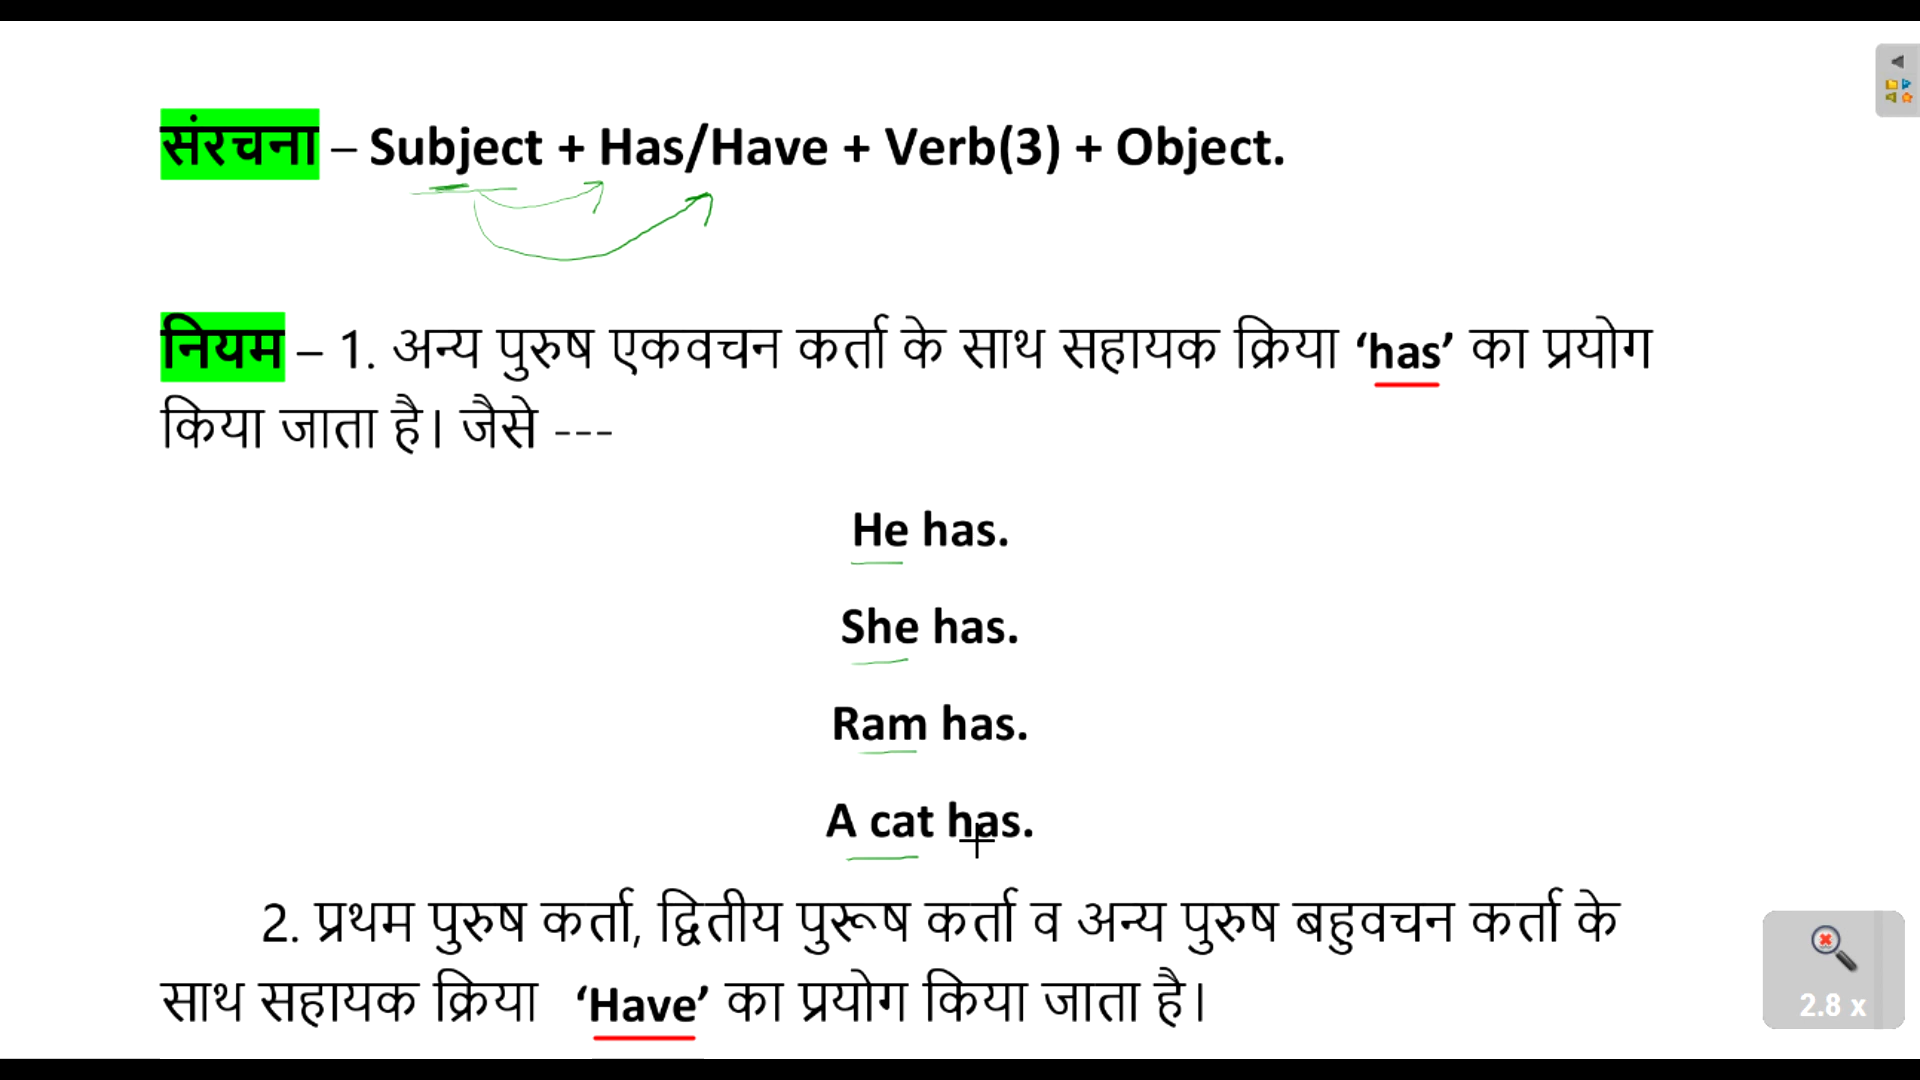 संरचना – Subject + Has/Have + Verb(3) + Object.
नियम – 1. अन्य पुरुष एकवचन कर्ता के साथ सहायक क्रिया ‘has’ का प्रयोग
किया जाता है। जैसे ---
He has.
She has.
Ram has.
A cat has.
2. प्रथम पुरुष कर्ता, द्वितीय पुरूष कर्ता व अन्य पुरुष बहुवचन कर्ता के
साथ सहायक क्रिया ‘Have’ का प्रयोग किया जाता है।
2.8 x